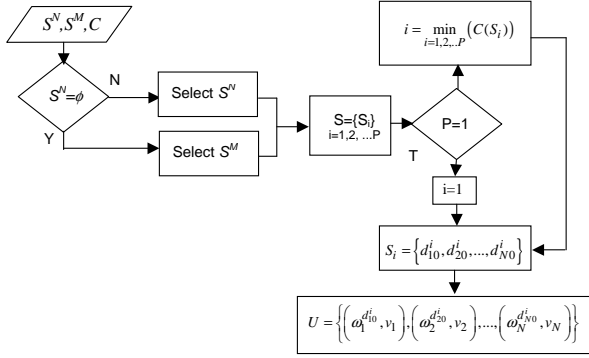 S^N, S^M, C
i = min_{i=1,2,..P} (C(S_i))
S^N=ϕ
N
Select S^N
Y
Select S^M
S={S_i}
i=1,2, ...P
P=1
T
i=1
S_i = {d^i_{10}, d^i_{20}, ..., d^i_{N0}}
U = {(ω_1^{d^i_{10}}, v_1), (ω_2^{d^i_{20}}, v_2), ..., (ω_N^{d^i_{N0}}, v_N)}